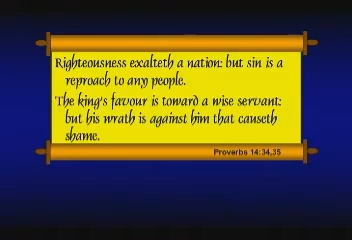 Righteousness exalteth a nation: but sin is a
reproach to any people.
The king's favour is toward a wise servant:
but his wrath is against him that causeth
shame.
Proverbs 14:34,35